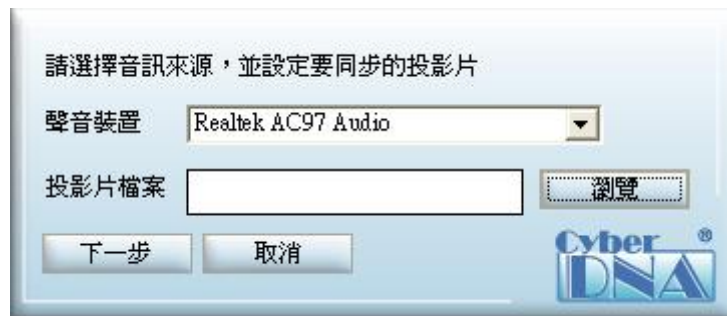 請選擇音訊來源，並設定要同步的投影片
聲音裝置 Realtek AC97 Audio
投影片檔案 瀏覽
下一步 取消
Cyber ®
DNA